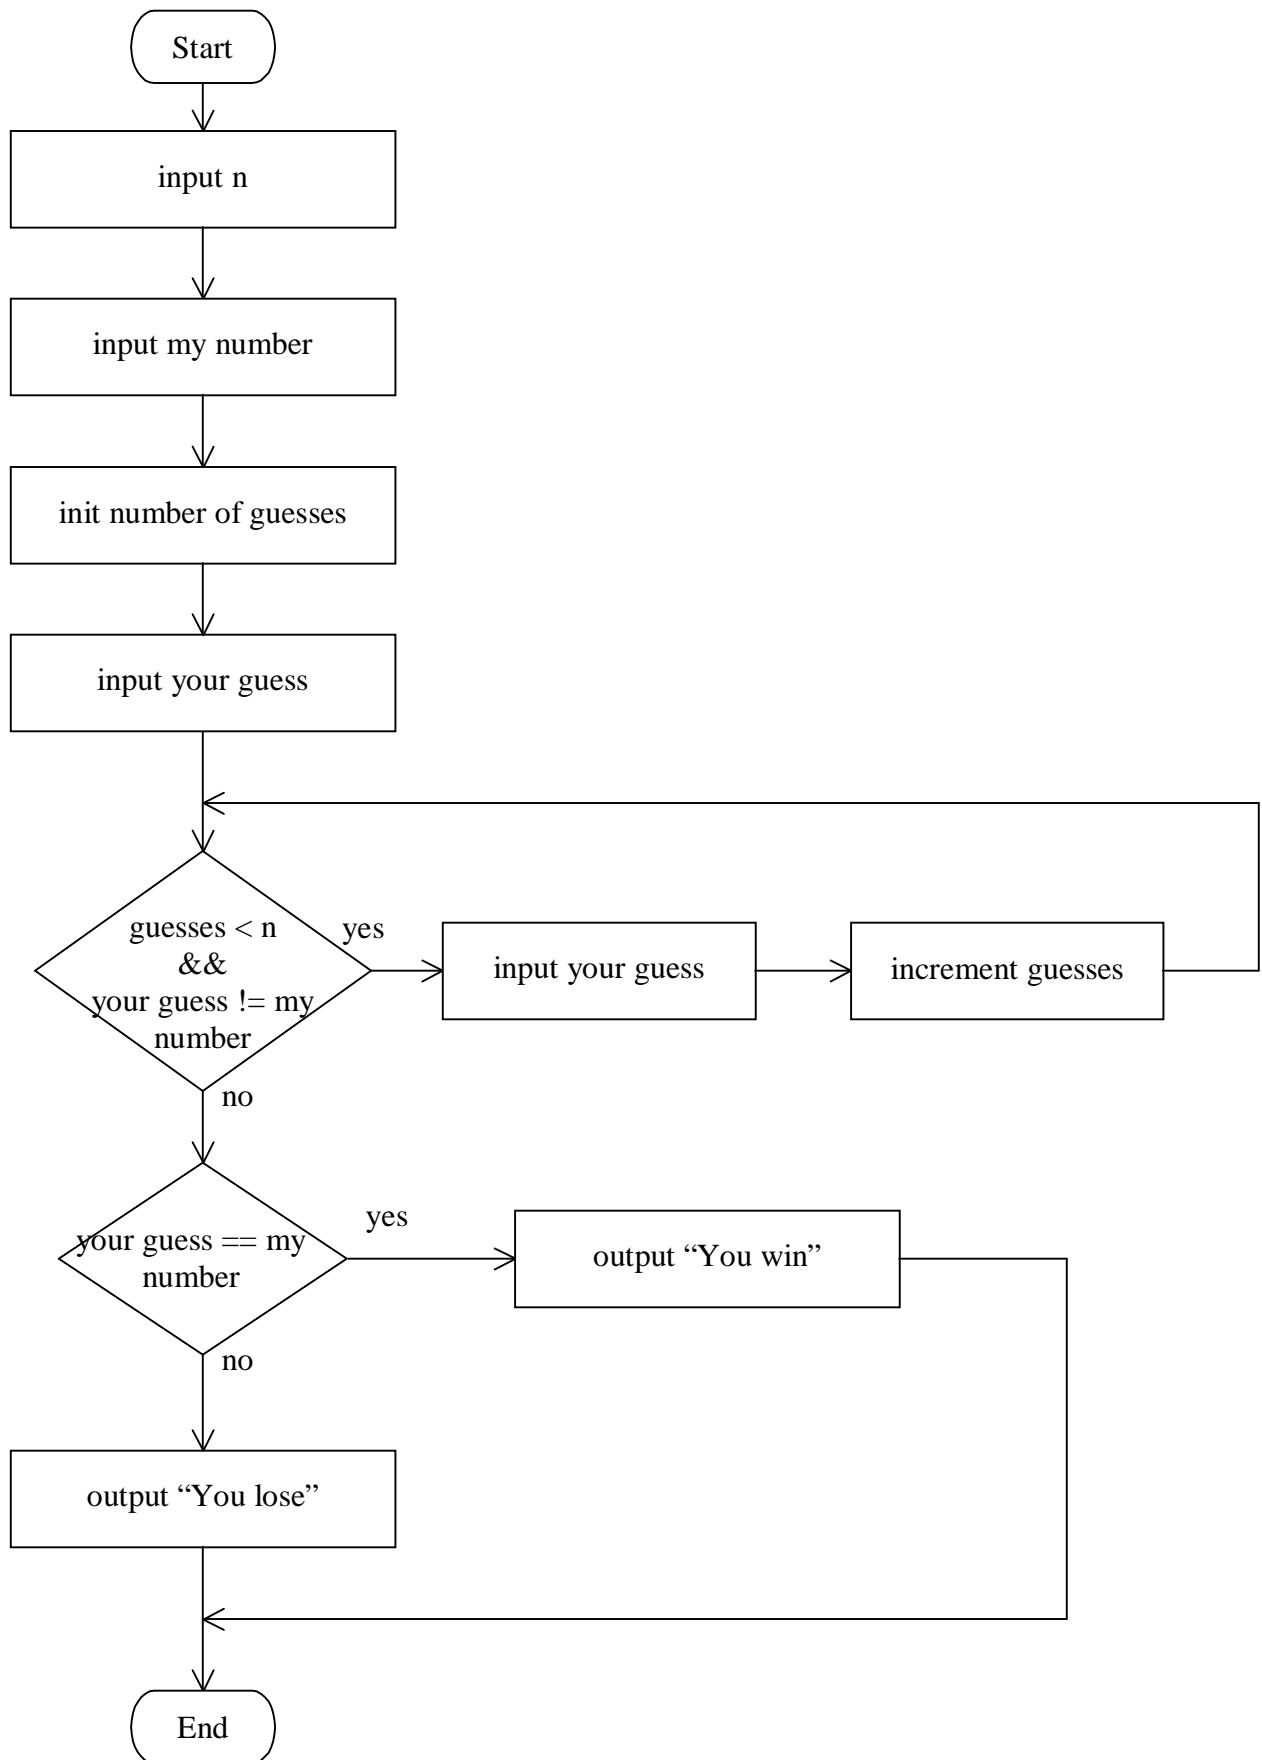 Start
input n
input my number
init number of guesses
input your guess
guesses < n
&&
your guess != my
number
yes
input your guess
increment guesses
no
your guess == my
number
yes
output “You win”
no
output “You lose”
End